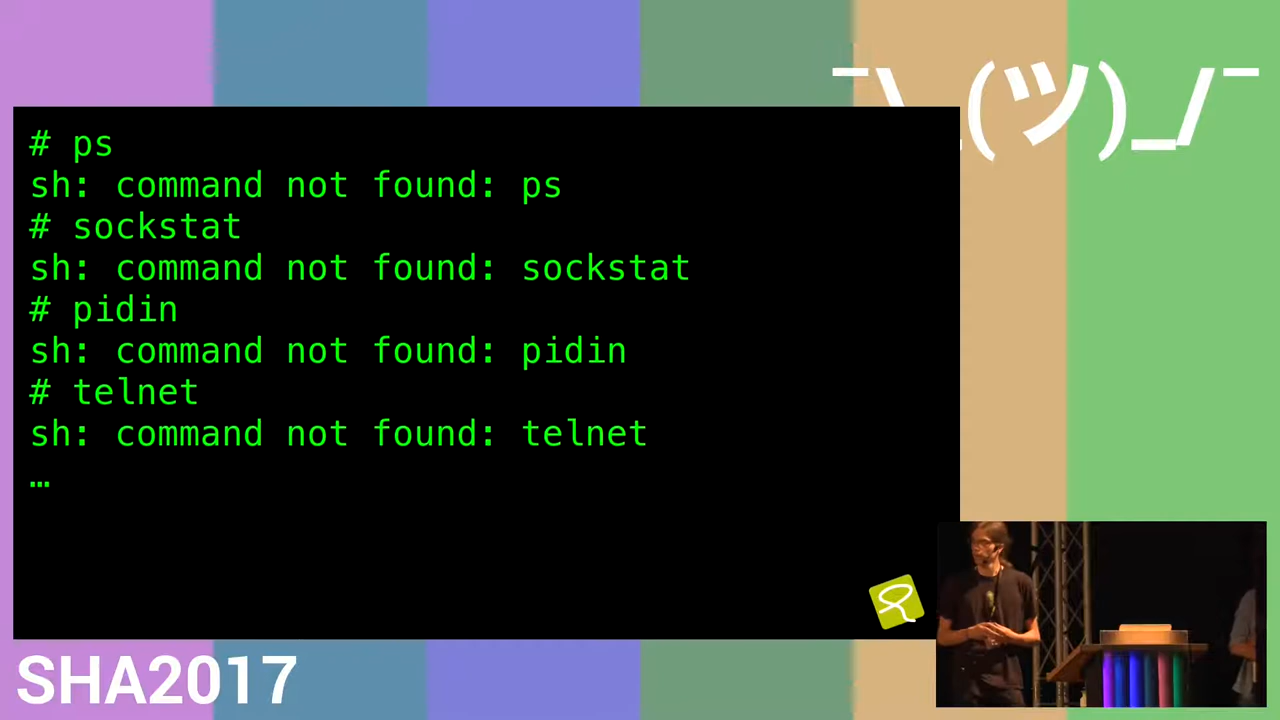 ¯\_(ツ)_/¯
# ps
sh: command not found: ps
# sockstat
sh: command not found: sockstat
# pidin
sh: command not found: pidin
# telnet
sh: command not found: telnet
…
SHA2017